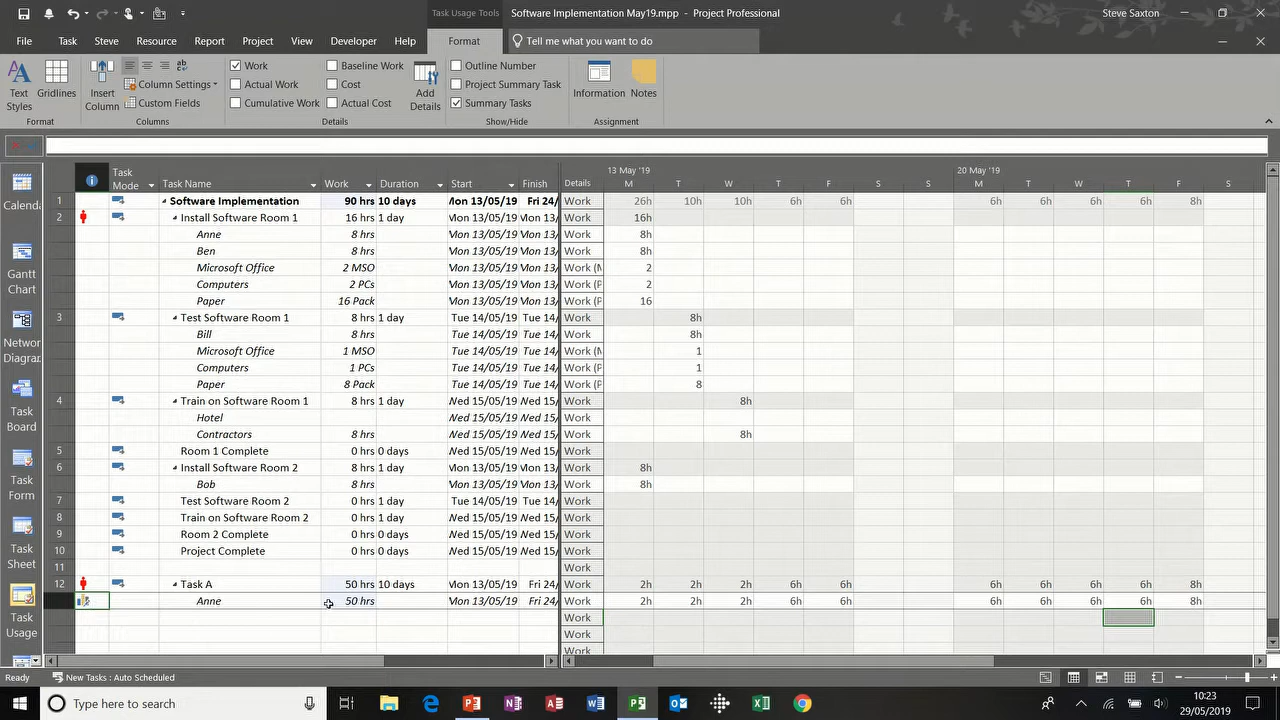 Task Usage Tools Software Implementation May19.mpp - Project Professional Steve Saxton
File Task Steve Resource Report Project View Developer Help Format Tell me what you want to do
Text Styles
Gridlines
Format
Insert Column
Column Settings
Custom Fields
Columns
Work Baseline Work
Actual Work Cost
Cumulative Work Actual Cost
Add Details
Details
Outline Number
Project Summary Task
Summary Tasks
Show/Hide
Information Notes
Assignment
Calenda
Gantt Chart
Network Diagra
Task Board
Task Form
Task Sheet
Task Usage
13 May '19 20 May '19
Task Mode Task Name Work Duration Start Finish Details M T W T F S S M T W T F S
1 Software Implementation 90 hrs 10 days Mon 13/05/19 Fri 24/ Work 26h 10h 10h 6h 6h 6h 6h 6h 6h 8h
2 Install Software Room 1 16 hrs 1 day Mon 13/05/19 Mon 13/ Work 16h
Anne 8 hrs Mon 13/05/19 Mon 13/ Work 8h
Ben 8 hrs Mon 13/05/19 Mon 13/ Work 8h
Microsoft Office 2 MSO Mon 13/05/19 Mon 13/ Work (M 2
Computers 2 PCs Mon 13/05/19 Mon 13/ Work (P 2
Paper 16 Pack Mon 13/05/19 Mon 13/ Work (P 16
3 Test Software Room 1 8 hrs 1 day Tue 14/05/19 Tue 14/ Work 8h
Bill 8 hrs Tue 14/05/19 Tue 14/ Work 8h
Microsoft Office 1 MSO Tue 14/05/19 Tue 14/ Work (M 1
Computers 1 PCs Tue 14/05/19 Tue 14/ Work (P 1
Paper 8 Pack Tue 14/05/19 Tue 14/ Work (P 8
4 Train on Software Room 1 8 hrs 1 day Wed 15/05/19 Wed 15/ Work 8h
Hotel Wed 15/05/19 Wed 15/ Work
Contractors 8 hrs Wed 15/05/19 Wed 15/ Work 8h
5 Room 1 Complete 0 hrs 0 days Wed 15/05/19 Wed 15/ Work
6 Install Software Room 2 8 hrs 1 day Mon 13/05/19 Mon 13/ Work 8h
Bob 8 hrs Mon 13/05/19 Mon 13/ Work 8h
7 Test Software Room 2 0 hrs 1 day Tue 14/05/19 Tue 14/ Work
8 Train on Software Room 2 0 hrs 1 day Wed 15/05/19 Wed 15/ Work
9 Room 2 Complete 0 hrs 0 days Wed 15/05/19 Wed 15/ Work
10 Project Complete 0 hrs 0 days Wed 15/05/19 Wed 15/ Work
11 Work
12 Task A 50 hrs 10 days Mon 13/05/19 Fri 24/ Work 2h 2h 2h 6h 6h 6h 6h 6h 6h 8h
Anne 50 hrs Mon 13/05/19 Fri 24/ Work 2h 2h 2h 6h 6h 6h 6h 6h 6h 8h
Work
Work
Work
Ready New Tasks : Auto Scheduled
Type here to search
10:23
29/05/2019